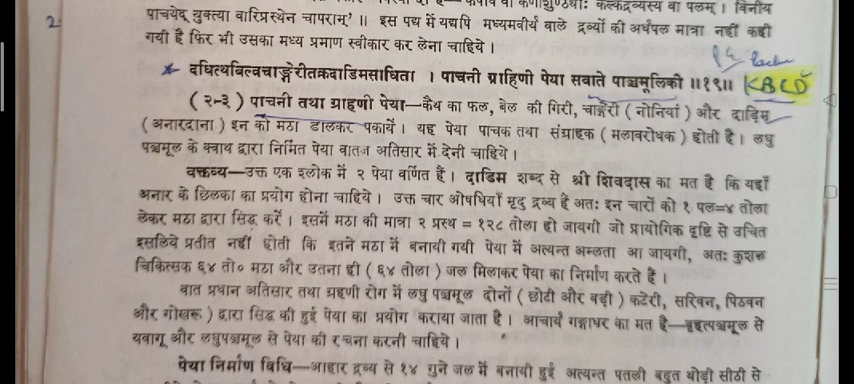 2
पाचयेद् युक्त्या वारिप्रस्थेन चापराम्' ॥ इस पद्य में यद्यपि मध्यमवीर्य वाले द्रव्यों की अर्धपल मात्रा नहीं कही
गयी है फिर भी उसका मध्य प्रमाण स्वीकार कर लेना चाहिये ।
दधित्थबिल्वचाङ्गेरीतक्रदाडिमसाधिता । पाचनी ग्राहिणी पेया सवाते पाञ्चमूलिकी ॥१९॥ KBCD
(२-३) पाचनी तथा ग्राहणी पेया—कैथ का फल, बेल की गिरी, चाङ्गेरी (नोनियां) और दाडिम
(अनारदाना) इन को मठा डालकर पकायें। यह पेया पाचक तथा संग्राहक (मलावरोधक) होती है। लघु
पञ्चमूल के क्वाथ द्वारा निर्मित पेया वातज अतिसार में देनी चाहिये ।
वक्तव्य—उक्त एक श्लोक में २ पेया वर्णित हैं। दाडिम शब्द से श्री शिवदास का मत है कि यहाँ
अनार के छिलका का प्रयोग होना चाहिये। उक्त चार ओषधियाँ मृदु द्रव्य हैं अतः इन चारों को १ पल=४ तोला
लेकर मठा द्वारा सिद्ध करें। इसमें मठा की मात्रा २ प्रस्थ = १२८ तोला हो जायगी जो प्रायोगिक दृष्टि से उचित
इसलिये प्रतीत नहीं होती कि इतने मठा में बनायी गयी पेया में अत्यन्त अम्लता आ जायगी, अतः कुशल
चिकित्सक ६४ तो० मठा और उतना ही (६४ तोला) जल मिलाकर पेया का निर्माण करते हैं।
वात प्रधान अतिसार तथा ग्रहणी रोग में लघु पञ्चमूल दोनों (छोटी और बड़ी) कटेरी, सरिवन, पिठवन
और गोखरू) द्वारा सिद्ध की हुई पेया का प्रयोग कराया जाता है। आचार्य गङ्गाधर का मत है—बृहत्पञ्चमूल से
यवागू और लघुपञ्चमूल से पेया की रचना करनी चाहिये।
पेया निर्माण विधि—आहार द्रव्य से १४ गुने जल में बनायी हुई अत्यन्त पतली बहुत थोड़ी सीठी से